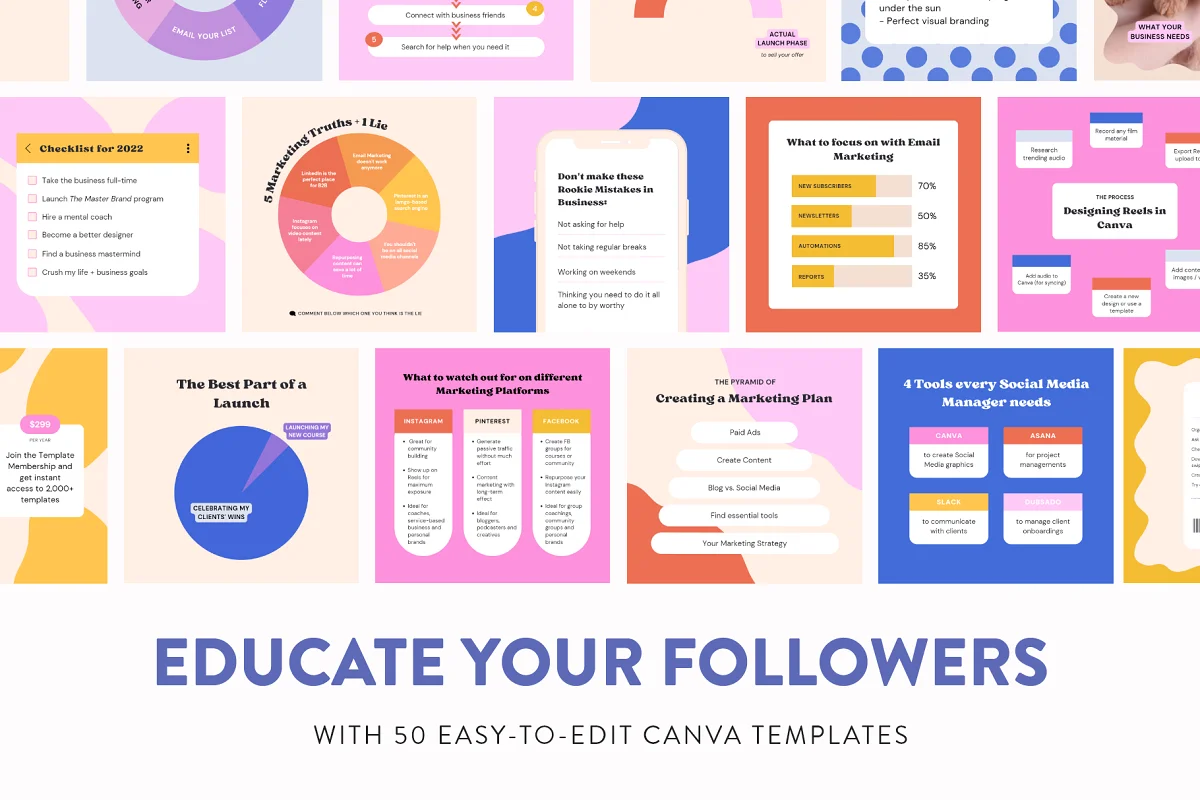 EMAIL YOUR LIST
Connect with business friends
4
5
Search for help when you need it
ACTUAL
LAUNCH PHASE
to sell your offer
under the sun
- Perfect visual branding
WHAT YOUR
BUSINESS NEEDS
Checklist for 2022
Take the business full-time
Launch The Master Brand program
Hire a mental coach
Become a better designer
Find a business mastermind
Crush my life + business goals
5 Marketing Truths + 1 Lie
Email Marketing
doesn't work
anymore
Pinterest is an
image-based
search engine
You shouldn't
be on all social
media channels
Repurposing
content can
save a lot of
time
Instagram
focuses on
video content
lately
LinkedIn is the
perfect place
for B2B
COMMENT BELOW WHICH ONE YOU THINK IS THE LIE
Don't make these
Rookie Mistakes in
Business:
Not asking for help
Not taking regular breaks
Working on weekends
Thinking you need to do it all
alone to by worthy
What to focus on with Email
Marketing
NEW SUBSCRIBERS 70%
NEWSLETTERS 50%
AUTOMATIONS 85%
REPORTS 35%
Research
trending audio
Record any film
material
Export Re
upload to
THE PROCESS
Designing Reels in
Canva
Add audio to
Canva (for syncing)
Create a new
design or use a
template
Add conte
images / v
$299
PER YEAR
Join the Template
Membership and
get instant
access to 2,000+
templates
The Best Part of a
Launch
LAUNCHING MY
NEW COURSE
CELEBRATING MY
CLIENTS' WINS
What to watch out for on different
Marketing Platforms
INSTAGRAM
Great for
community
building
Show up on
Reels for
maximum
exposure
Ideal for
coaches,
service-based
business and
personal
brands
PINTEREST
Generate
passive traffic
without much
effort
Content
marketing with
long-term
effect
Ideal for
bloggers,
podcasters and
creatives
FACEBOOK
Create FB
groups for
courses or
community
Repurpose your
Instagram
content easily
Ideal for group
coachings,
community
groups and
personal
brands
THE PYRAMID OF
Creating a Marketing Plan
Paid Ads
Create Content
Blog vs. Social Media
Find essential tools
Your Marketing Strategy
4 Tools every Social Media
Manager needs
CANVA
to create Social
Media graphics
ASANA
for project
managements
SLACK
to communicate
with clients
DUBSADO
to manage client
onboardings
EDUCATE YOUR FOLLOWERS
WITH 50 EASY-TO-EDIT CANVA TEMPLATES